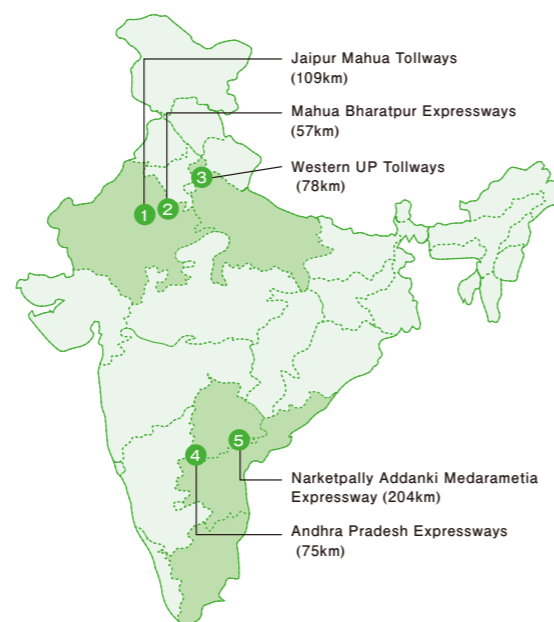 Jaipur Mahua Tollways
(109km)
Mahua Bharatpur Expressways
(57km)
Western UP Tollways
(78km)
3
1
2
4
5
Narketpally Addanki Medarametia
Expressway (204km)
Andhra Pradesh Expressways
(75km)